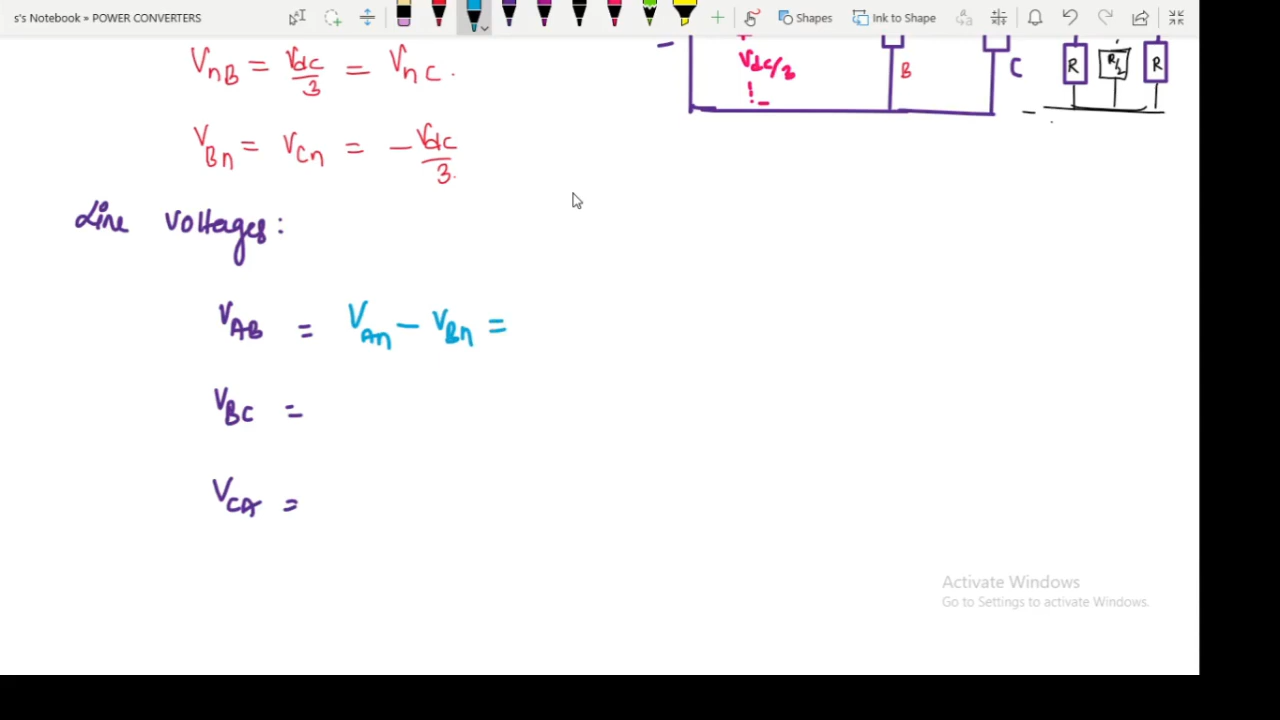 s's Notebook » POWER CONVERTERS
Shapes
Ink to Shape
VnB = Vdc/3 = VnC.
VBn = VCn = - Vdc/3.
-
+
Vdc/3
-
B
C
R
R/2
R
-
Line Voltages:
VAB = VAn - VBn =
VBC =
VCA =
Activate Windows
Go to Settings to activate Windows.